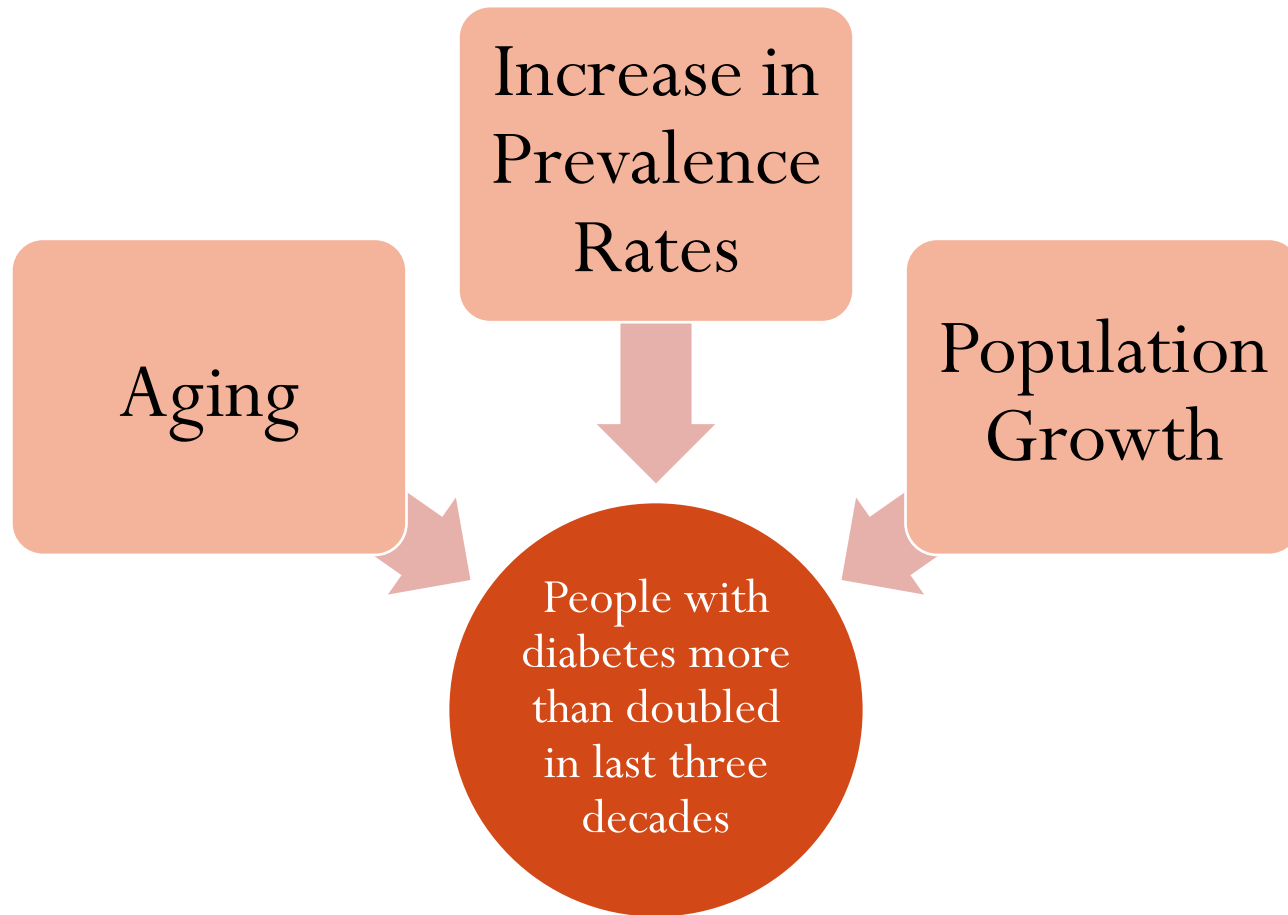 Increase in
Prevalence
Rates
Aging
Population
Growth
People with
diabetes more
than doubled
in last three
decades